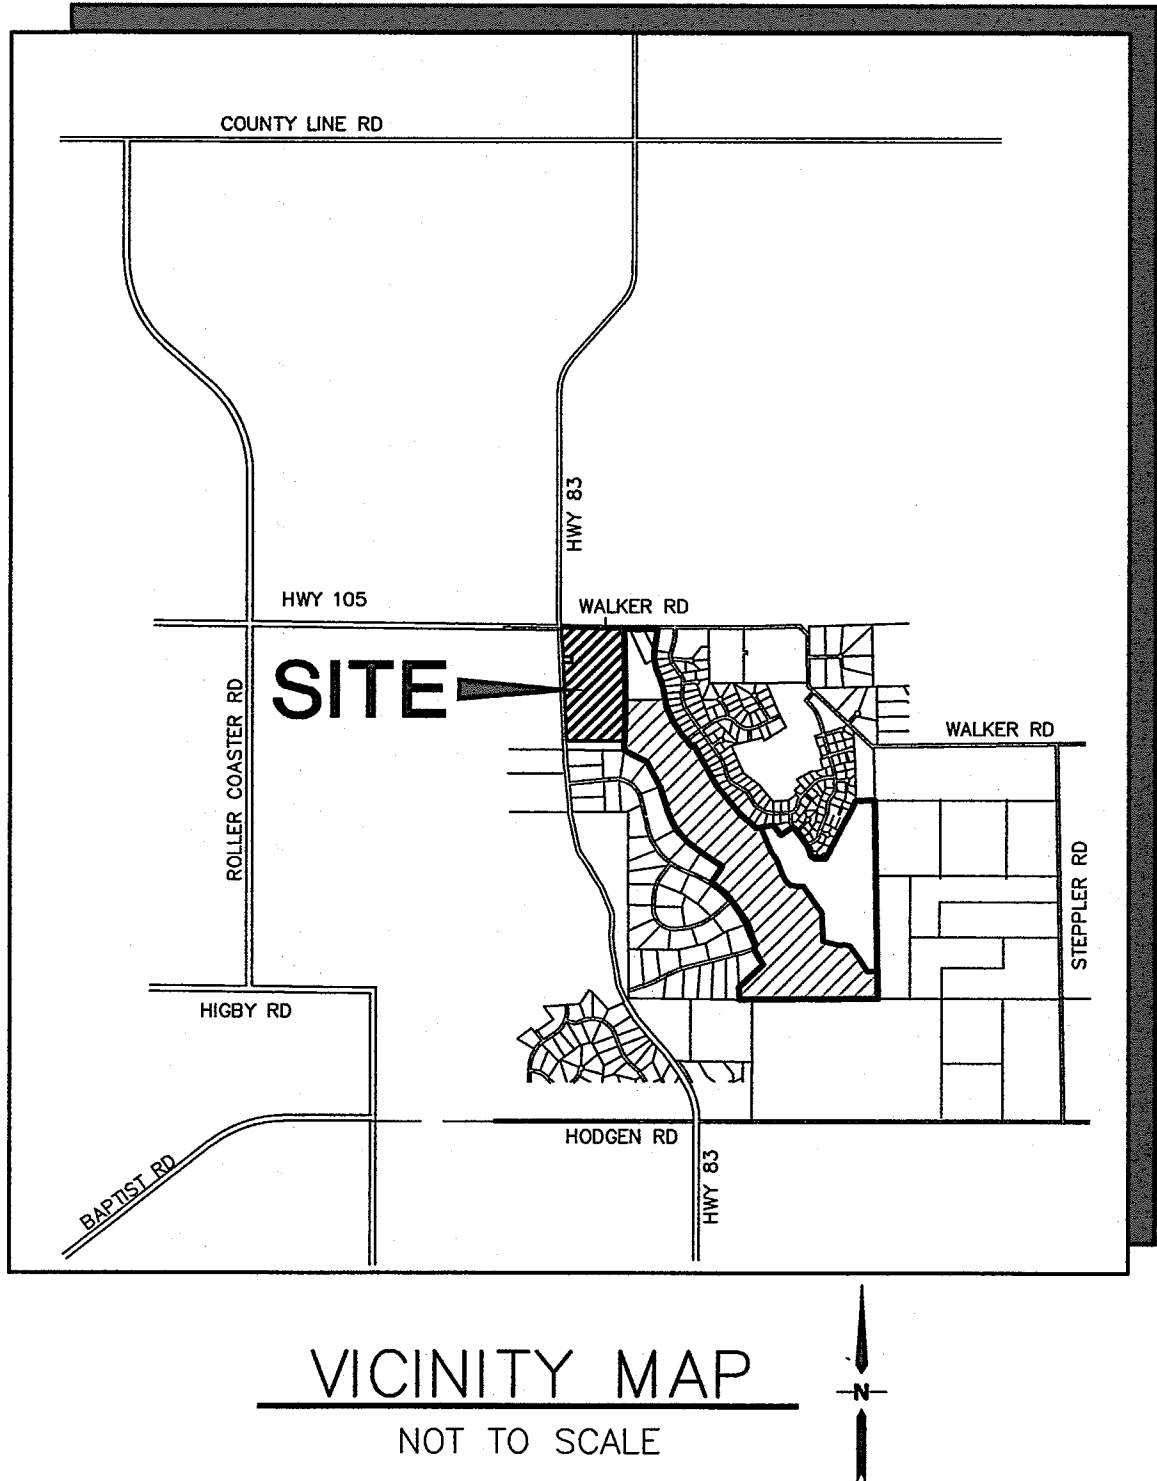 COUNTY LINE RD
HWY 83
HWY 105
WALKER RD
SITE
ROLLER COASTER RD
WALKER RD
STEPPLER RD
HIGBY RD
HODGEN RD
BAPTIST RD
HWY 83
VICINITY MAP
N
NOT TO SCALE